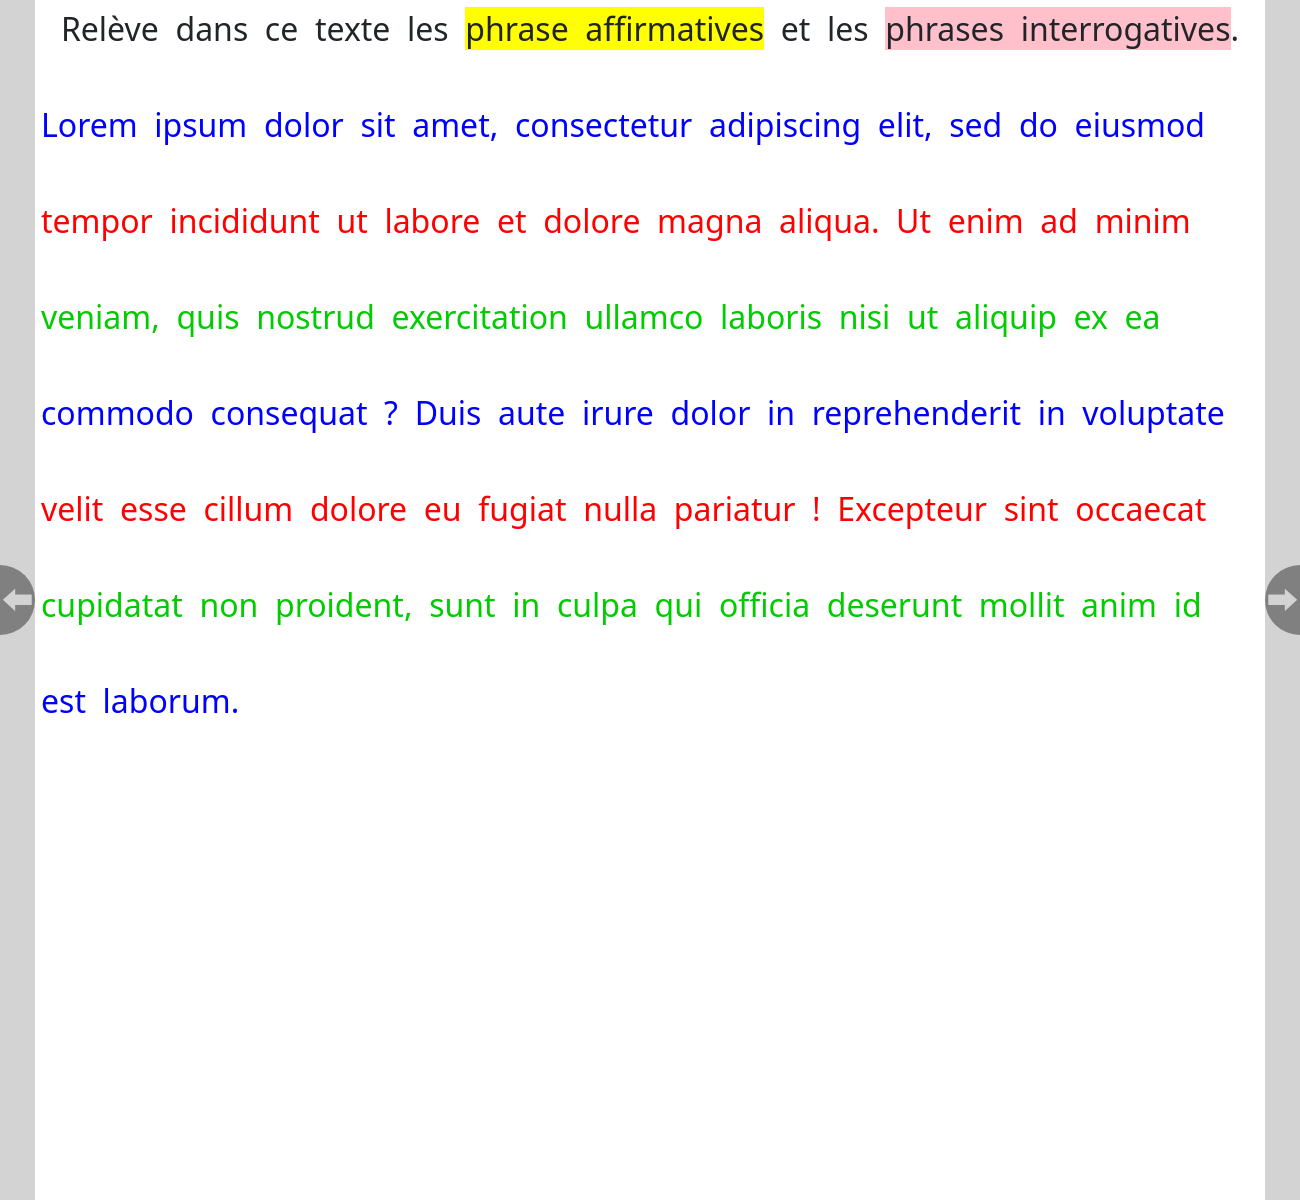 Relève dans ce texte les phrase affirmatives et les phrases interrogatives.
Lorem ipsum dolor sit amet, consectetur adipiscing elit, sed do eiusmod
tempor incididunt ut labore et dolore magna aliqua. Ut enim ad minim
veniam, quis nostrud exercitation ullamco laboris nisi ut aliquip ex ea
commodo consequat ? Duis aute irure dolor in reprehenderit in voluptate
velit esse cillum dolore eu fugiat nulla pariatur ! Excepteur sint occaecat
cupidatat non proident, sunt in culpa qui officia deserunt mollit anim id
est laborum.